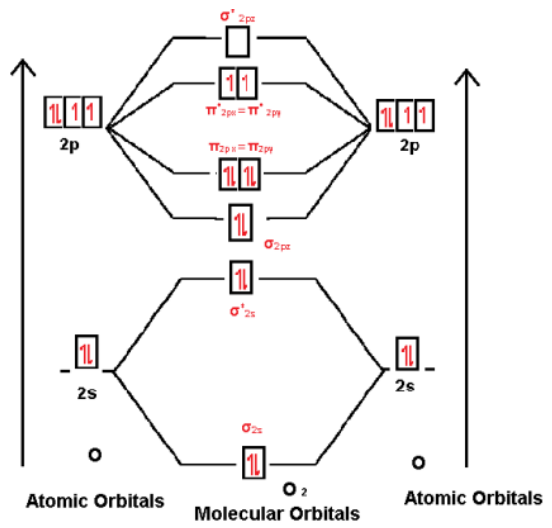 σ*2pz
π*2px = π*2py
2p
2p
π2px = π2py
σ2pz
σ*2s
2s
2s
σ2s
O
O
O2
Atomic Orbitals
Molecular Orbitals
Atomic Orbitals